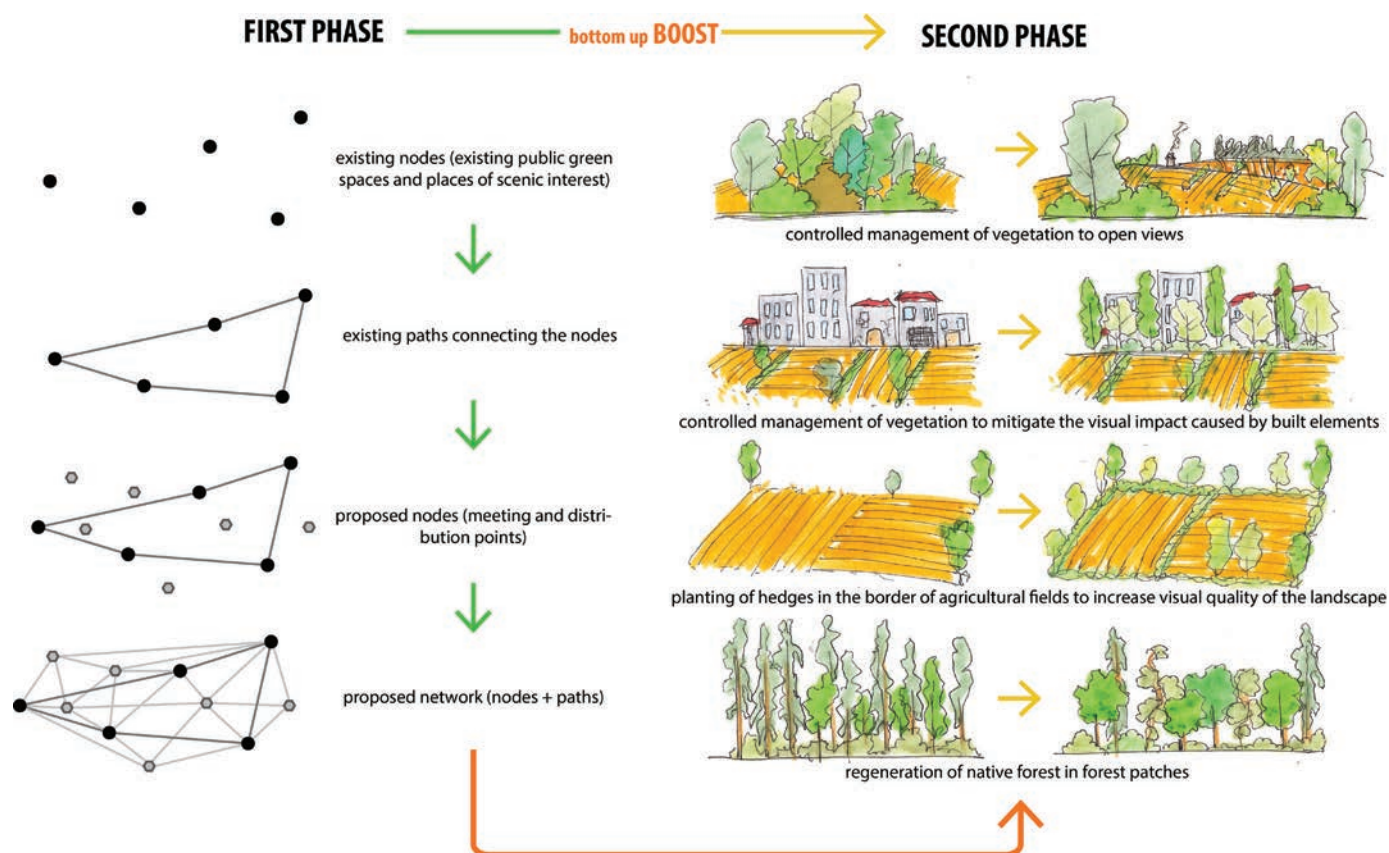 FIRST PHASE
bottom up BOOST
SECOND PHASE
existing nodes (existing public green
spaces and places of scenic interest)
existing paths connecting the nodes
proposed nodes (meeting and distri-
bution points)
proposed network (nodes + paths)
controlled management of vegetation to open views
controlled management of vegetation to mitigate the visual impact caused by built elements
planting of hedges in the border of agricultural fields to increase visual quality of the landscape
regeneration of native forest in forest patches